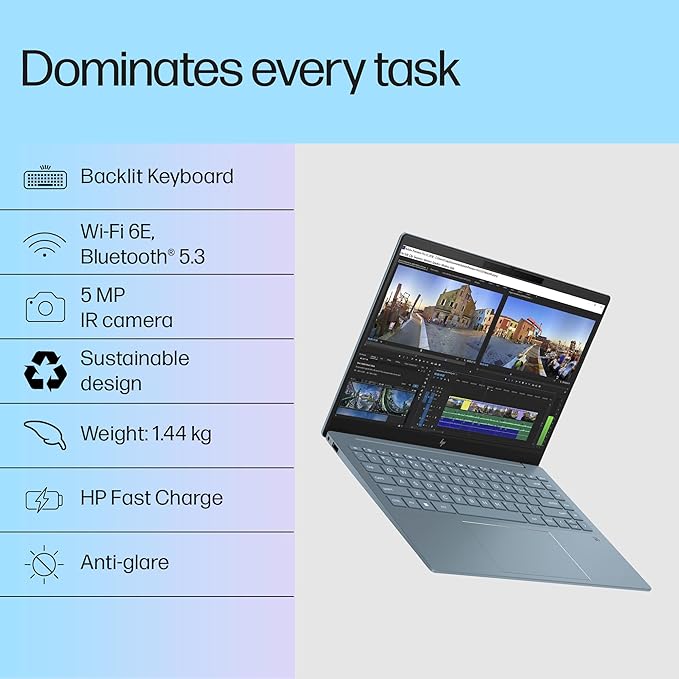 Dominates every task
Backlit Keyboard
Wi-Fi 6E,
Bluetooth® 5.3
5 MP
IR camera
Sustainable
design
Weight: 1.44 kg
HP Fast Charge
Anti-glare